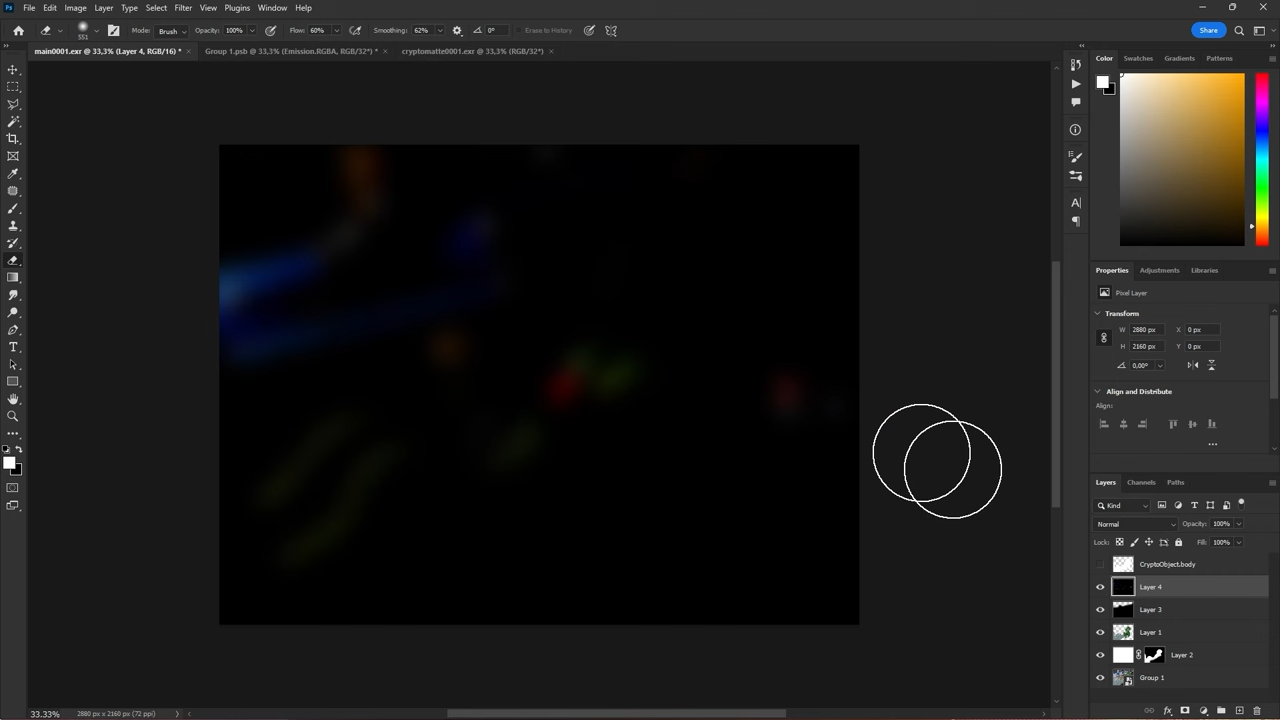 Ps File Edit Image Layer Type Select Filter View Plugins Window Help
551 Mode: Brush Opacity: 100% Flow: 60% Smoothing: 62% 0° Erase to History Share
main0001.exr @ 33,3% (Layer 4, RGB/16) * × Group 1.psb @ 33,3% (Emission.RGBA, RGB/32*) * × cryptomatte0001.exr @ 33,3% (RGB/32*) ×
Color Swatches Gradients Patterns
Properties Adjustments Libraries
Pixel Layer
Transform
W 2880 px X 0 px
H 2160 px Y 0 px
0,00°
Align and Distribute
Align:
Layers Channels Paths
Kind
Normal Opacity: 100%
Lock: Fill: 100%
CryptoObject.body
Layer 4
Layer 3
Layer 1
Layer 2
Group 1
33,33% 2880 px x 2160 px (72 ppi)